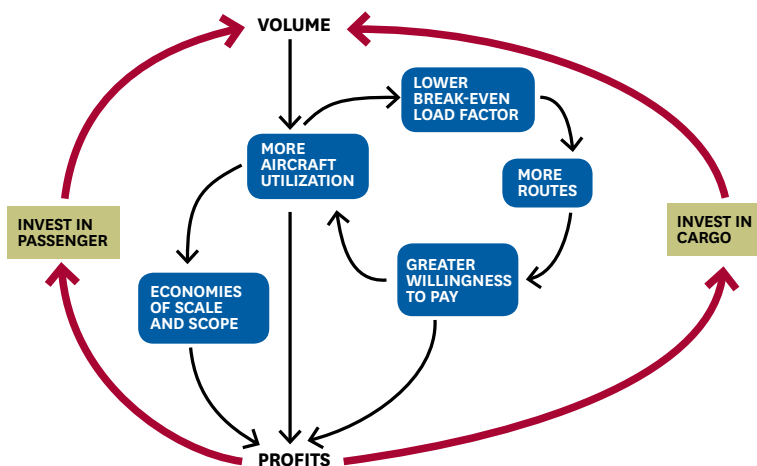 VOLUME
LOWER
BREAK-EVEN
LOAD FACTOR
MORE
AIRCRAFT
UTILIZATION
MORE
ROUTES
INVEST IN
PASSENGER
INVEST IN
CARGO
GREATER
WILLINGNESS
TO PAY
ECONOMIES
OF SCALE
AND SCOPE
PROFITS